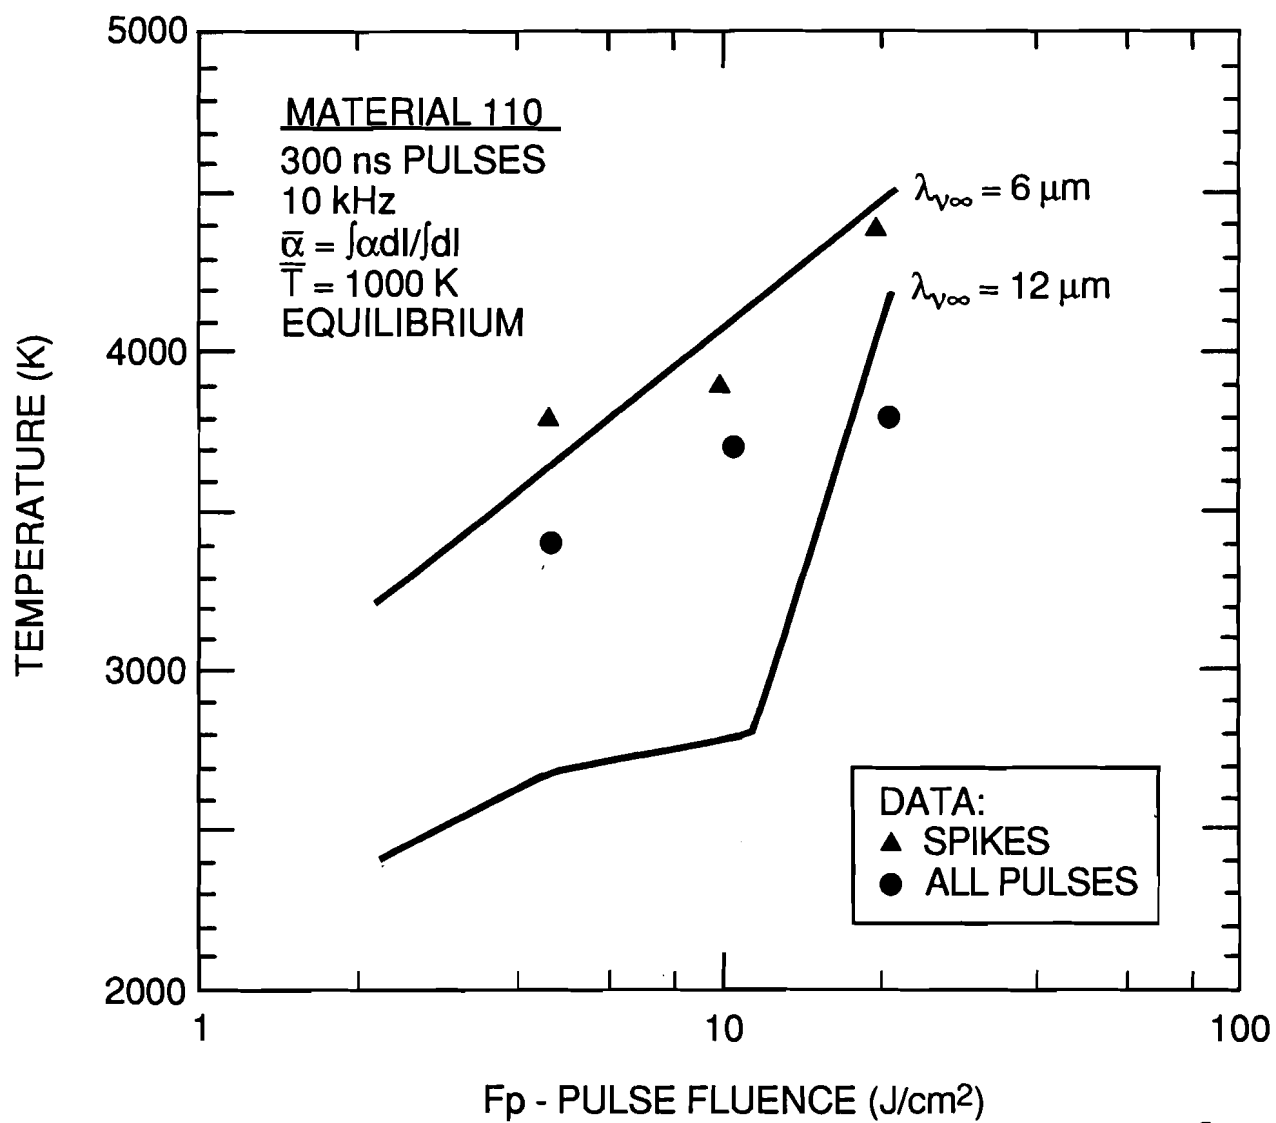 5000
4000
3000
2000
TEMPERATURE (K)
MATERIAL 110
300 ns PULSES
10 kHz
α̅ = ∫αdI/∫dI
T̿ = 1000 K
EQUILIBRIUM
λν∞ = 6 μm
λν∞ = 12 μm
DATA:
▲ SPIKES
● ALL PULSES
1
10
100
Fp - PULSE FLUENCE (J/cm²)